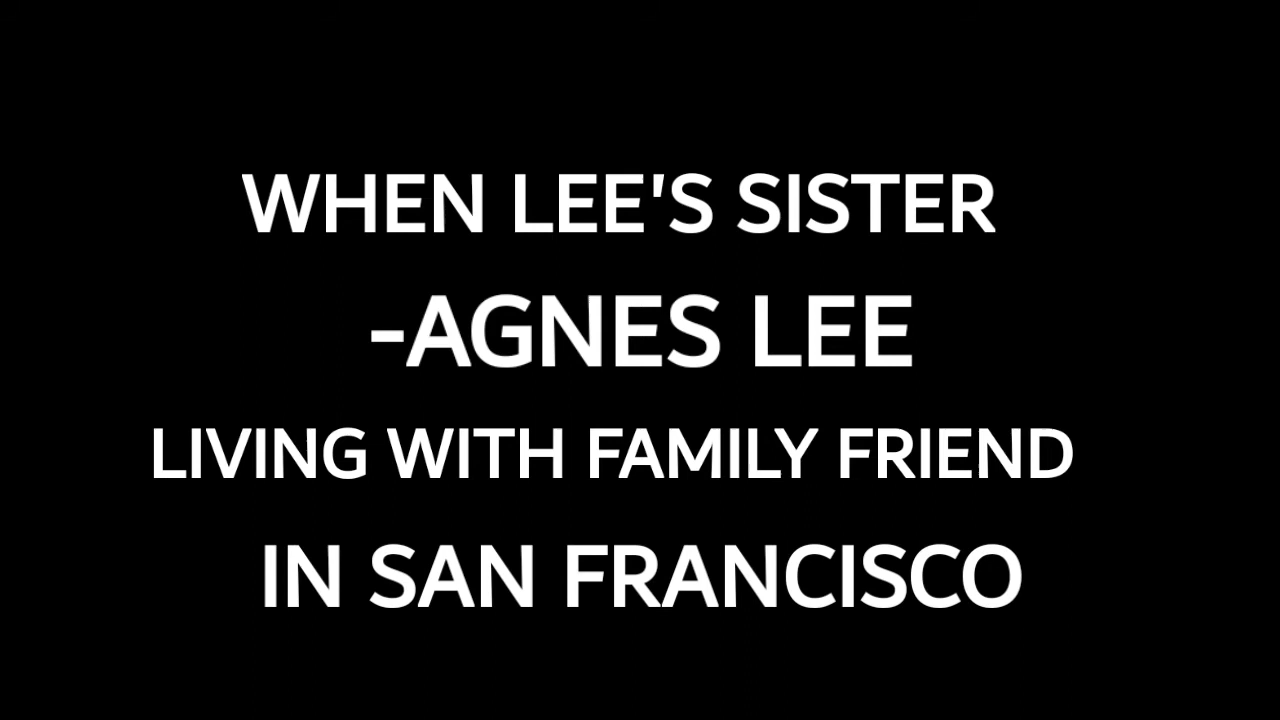 WHEN LEE'S SISTER
-AGNES LEE
LIVING WITH FAMILY FRIEND
IN SAN FRANCISCO